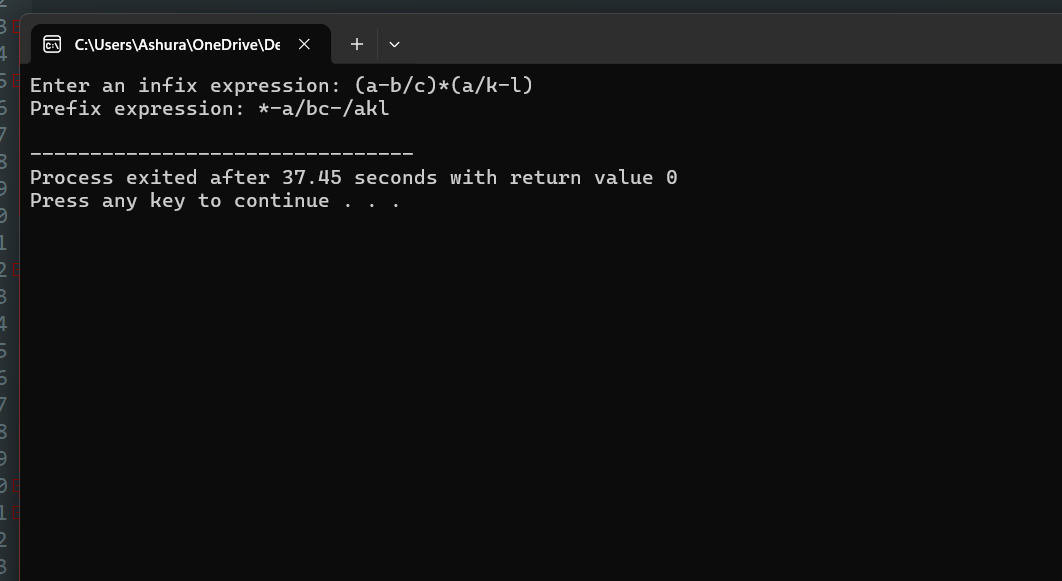 C:\Users\Ashura\OneDrive\De
Enter an infix expression: (a-b/c)*(a/k-l)
Prefix expression: *-a/bc-/akl
--------------------------------
Process exited after 37.45 seconds with return value 0
Press any key to continue . . .